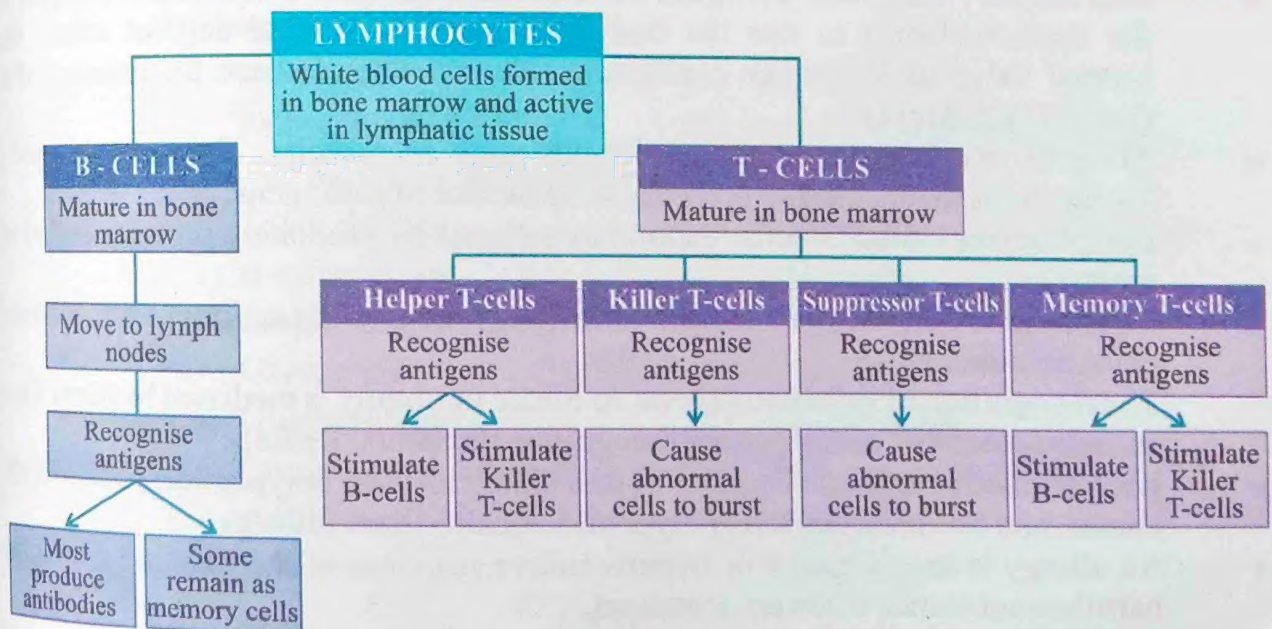 LYMPHOCYTES
White blood cells formed
in bone marrow and active
in lymphatic tissue
B - CELLS
Mature in bone
marrow
Move to lymph
nodes
Recognise
antigens
Most
produce
antibodies
Some
remain as
memory cells
T - CELLS
Mature in bone marrow
Helper T-cells
Recognise
antigens
Stimulate
B-cells
Stimulate
Killer
T-cells
Killer T-cells
Recognise
antigens
Cause
abnormal
cells to burst
Suppressor T-cells
Recognise
antigens
Cause
abnormal
cells to burst
Memory T-cells
Recognise
antigens
Stimulate
B-cells
Stimulate
Killer
T-cells